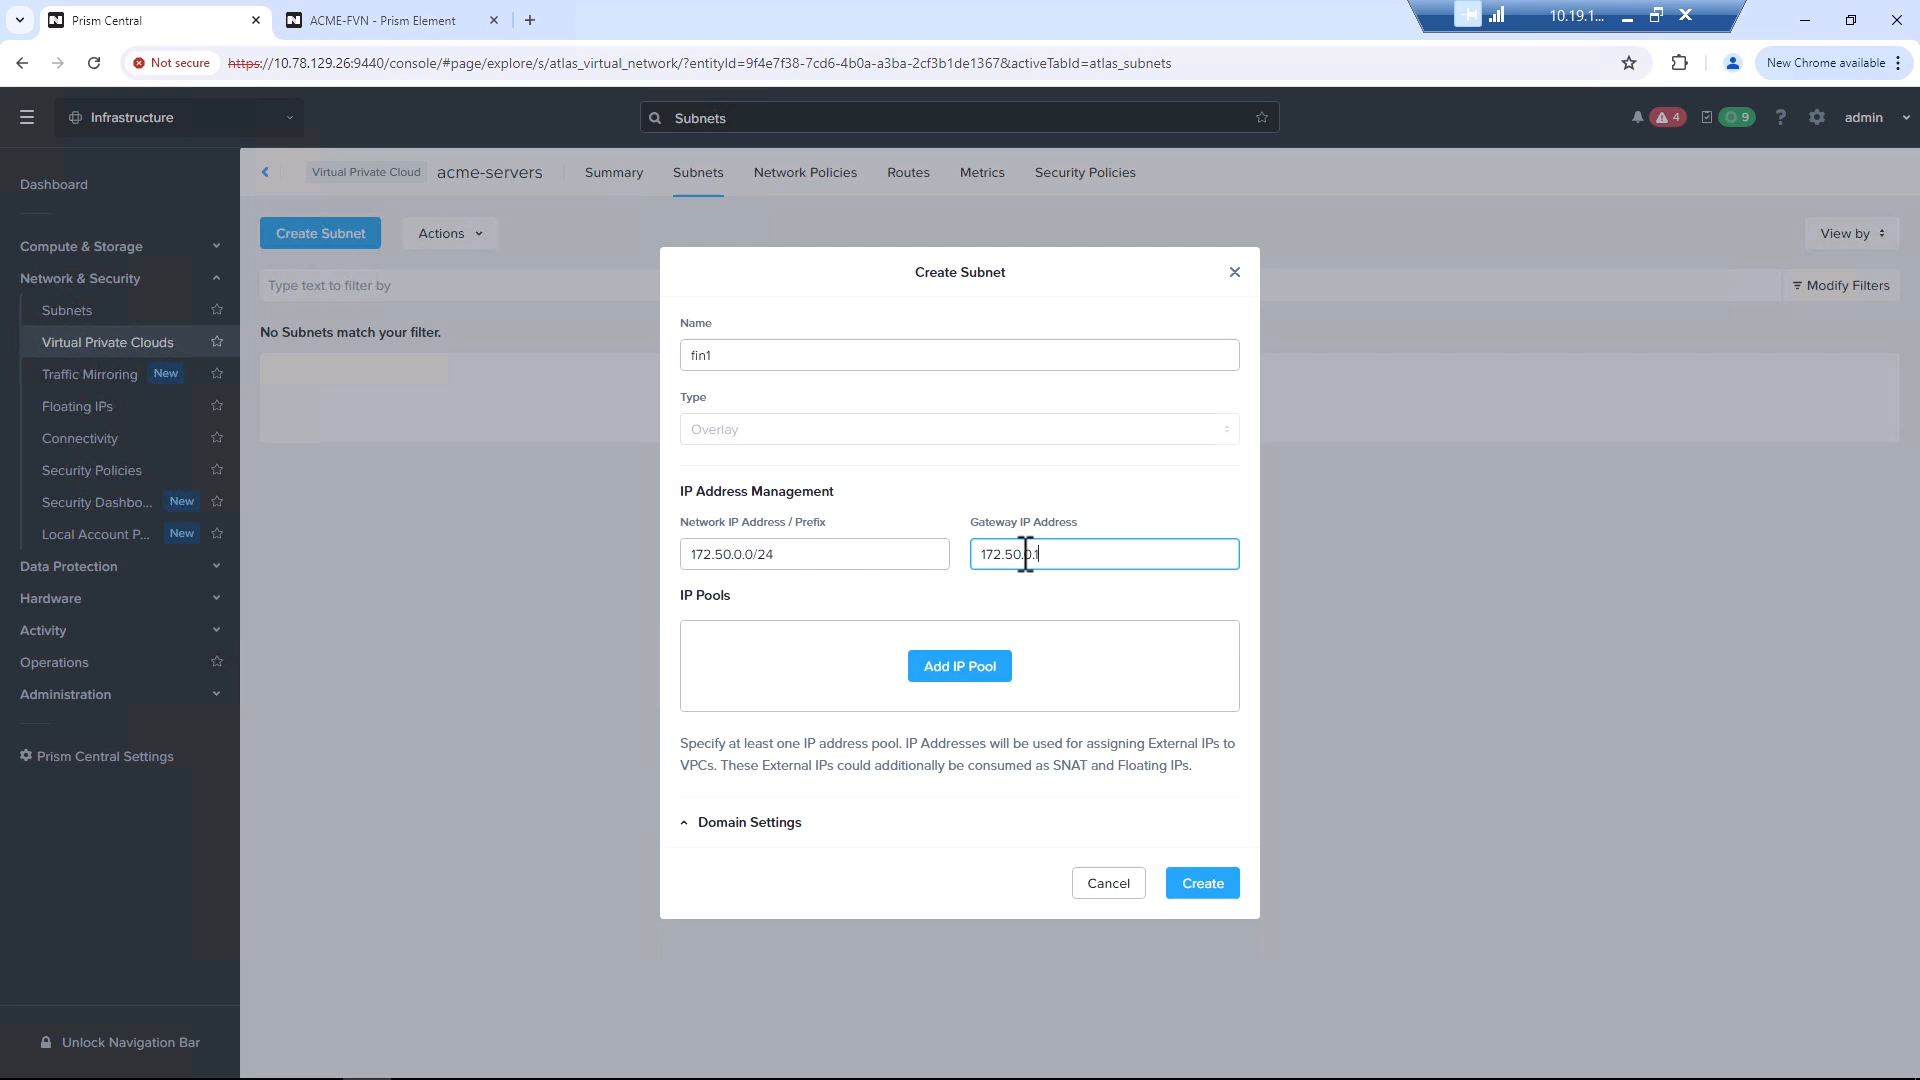 Prism Central
ACME-FVN - Prism Element
10.19.1...
Not secure
https://10.78.129.26:9440/console/#page/explore/s/atlas_virtual_network/?entityId=9f4e7f38-7cd6-4b0a-a3ba-2cf3b1de1367&activeTabId=atlas_subnets
New Chrome available
Infrastructure
Subnets
4
9
admin
Dashboard
Compute & Storage
Network & Security
Subnets
Virtual Private Clouds
Traffic Mirroring New
Floating IPs
Connectivity
Security Policies
Security Dashbo... New
Local Account P... New
Data Protection
Hardware
Activity
Operations
Administration
Prism Central Settings
Unlock Navigation Bar
Virtual Private Cloud acme-servers Summary Subnets Network Policies Routes Metrics Security Policies
Create Subnet Actions View by
Type text to filter by Modify Filters
No Subnets match your filter.
Create Subnet
Name
fin1
Type
Overlay
IP Address Management
Network IP Address / Prefix Gateway IP Address
172.50.0.0/24 172.50.0.1
IP Pools
Add IP Pool
Specify at least one IP address pool. IP Addresses will be used for assigning External IPs to
VPCs. These External IPs could additionally be consumed as SNAT and Floating IPs.
Domain Settings
Cancel Create